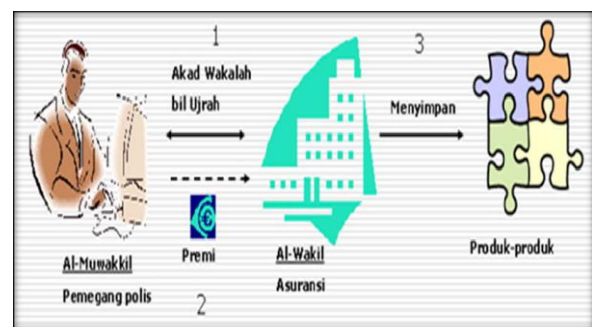 1
Akad Wakalah
bil Ujrah
3
Menyimpan
Premi
Al-Muwakkil
Pemegang polis
2
Al-Wakil
Asuransi
Produk-produk